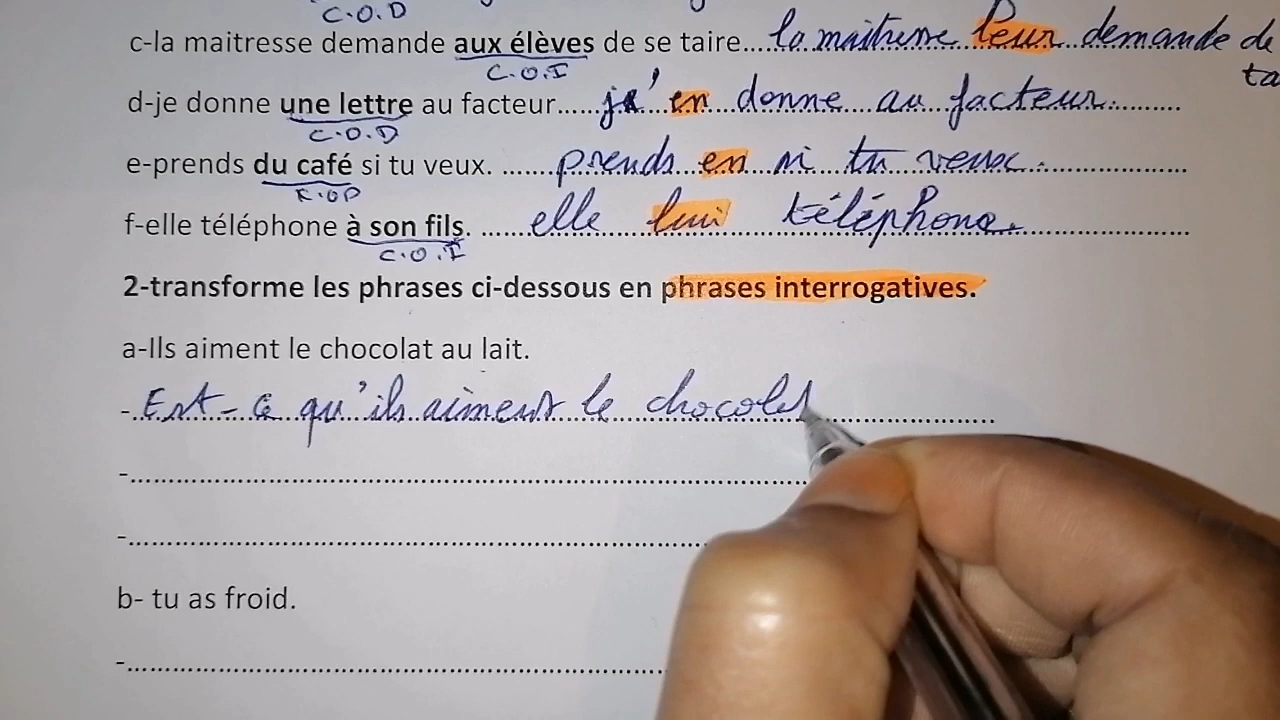 C.O.D
c-la maitresse demande aux élèves de se taire....la maitresse leur demande de
C.O.I
ta
d-je donne une lettre au facteur......j' en donne au facteur.
C.O.D
e-prends du café si tu veux. ......prends en si tu veux.
C.O.D
f-elle téléphone à son fils. ......elle lui téléphone.
C.O.I
2-transforme les phrases ci-dessous en phrases interrogatives.
a-Ils aiment le chocolat au lait.
-Est-ce qu'ils aiment le chocolat
-
-
b- tu as froid.
-